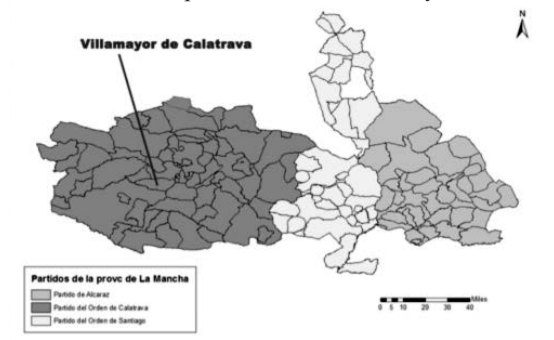 N
Villamayor de Calatrava
Partidos de la provc de La Mancha
Partido de Alcaraz
Partido del Orden de Calatrava
Partido del Orden de Santiago
Miles
0 5 10 20 30 40